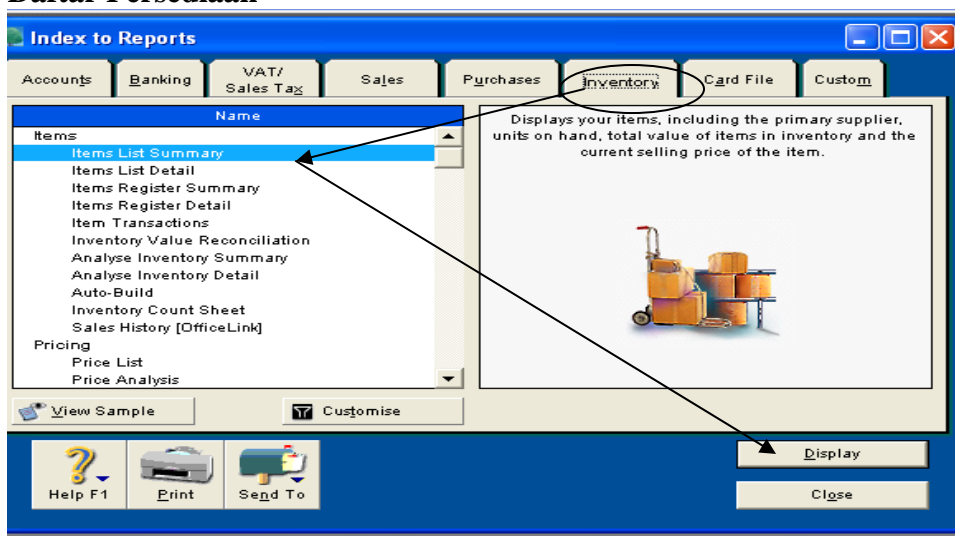 Daftar Persediaan
Index to Reports
Accounts
Banking
VAT/
Sales Tax
Sales
Purchases
Inventory
Card File
Custom
Name
Items
Items List Summary
Items List Detail
Items Register Summary
Items Register Detail
Item Transactions
Inventory Value Reconciliation
Analyse Inventory Summary
Analyse Inventory Detail
Auto-Build
Inventory Count Sheet
Sales History [OfficeLink]
Pricing
Price List
Price Analysis
Displays your items, including the primary supplier,
units on hand, total value of items in inventory and the
current selling price of the item.
View Sample
Customise
Help F1
Print
Send To
Display
Close